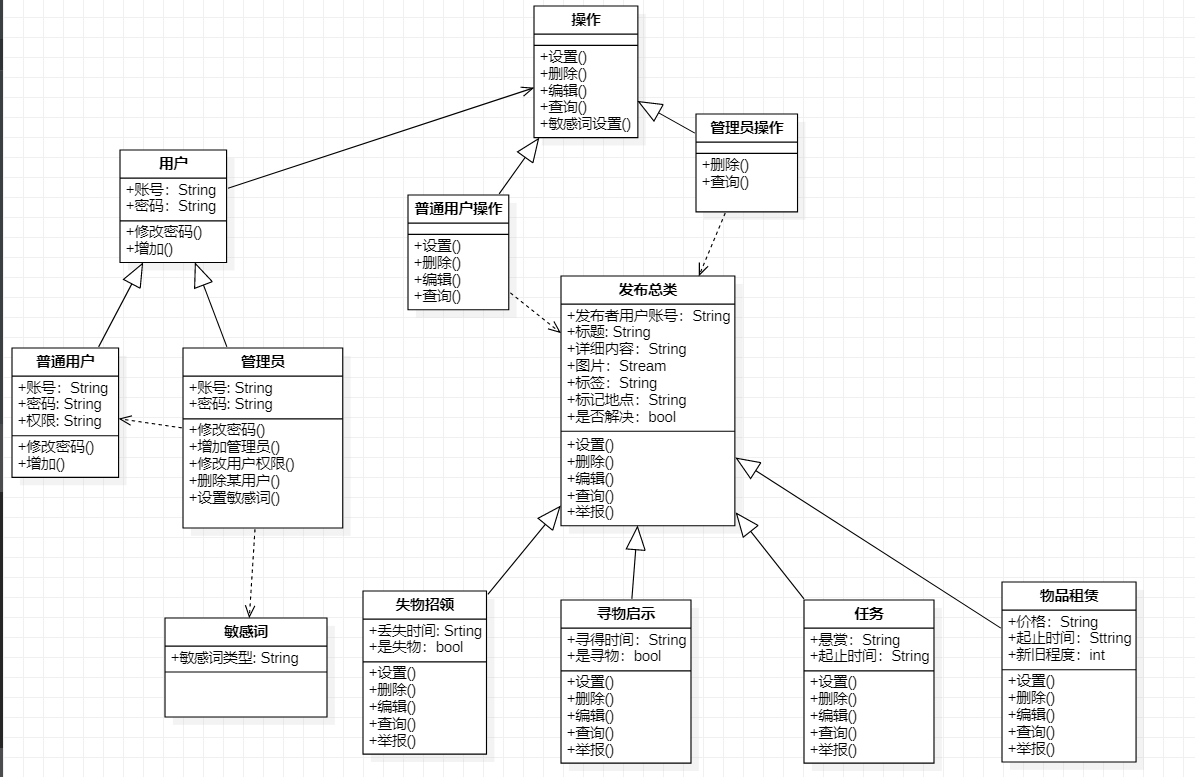 操作
+设置()
+删除()
+编辑()
+查询()
+敏感词设置()
管理员操作
+删除()
+查询()
用户
+账号：String
+密码：String
+修改密码()
+增加()
普通用户操作
+设置()
+删除()
+编辑()
+查询()
发布总类
+发布者用户账号：String
+标题: String
+详细内容：String
+图片：Stream
+标签：String
+标记地点：String
+是否解决：bool
+设置()
+删除()
+编辑()
+查询()
+举报()
普通用户
+账号：String
+密码: String
+权限: String
+修改密码()
+增加()
管理员
+账号: String
+密码: String
+修改密码()
+增加管理员()
+修改用户权限()
+删除某用户()
+设置敏感词()
敏感词
+敏感词类型: String
失物招领
+丢失时间: Srting
+是失物：bool
+设置()
+删除()
+编辑()
+查询()
+举报()
寻物启示
+寻得时间：String
+是寻物：bool
+设置()
+删除()
+编辑()
+查询()
+举报()
任务
+悬赏：String
+起止时间：String
+设置()
+删除()
+编辑()
+查询()
+举报()
物品租赁
+价格：String
+起止时间：Sttring
+新旧程度：int
+设置()
+删除()
+编辑()
+查询()
+举报()